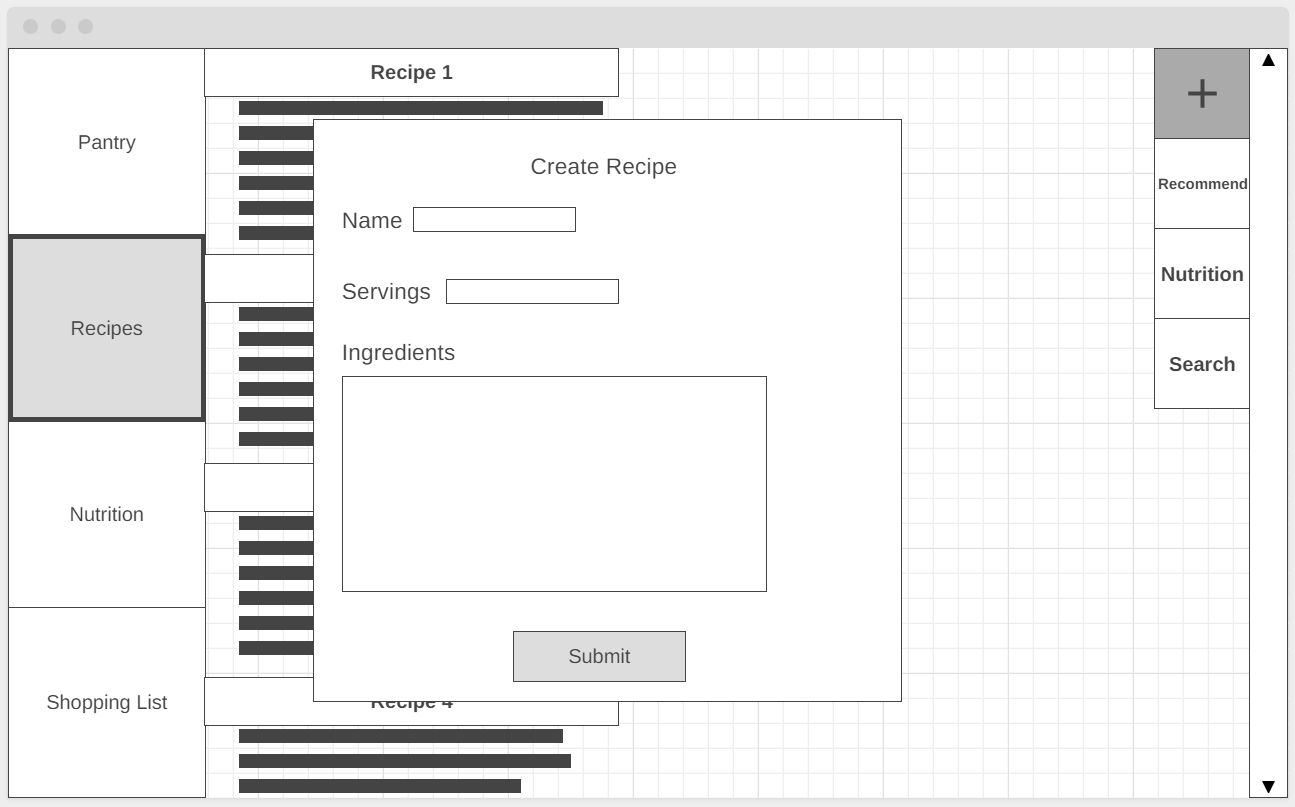 Pantry
Recipes
Nutrition
Shopping List
Recipe 1
Create Recipe
Name
Servings
Ingredients
Submit
Recipe 4
+
Recommend
Nutrition
Search